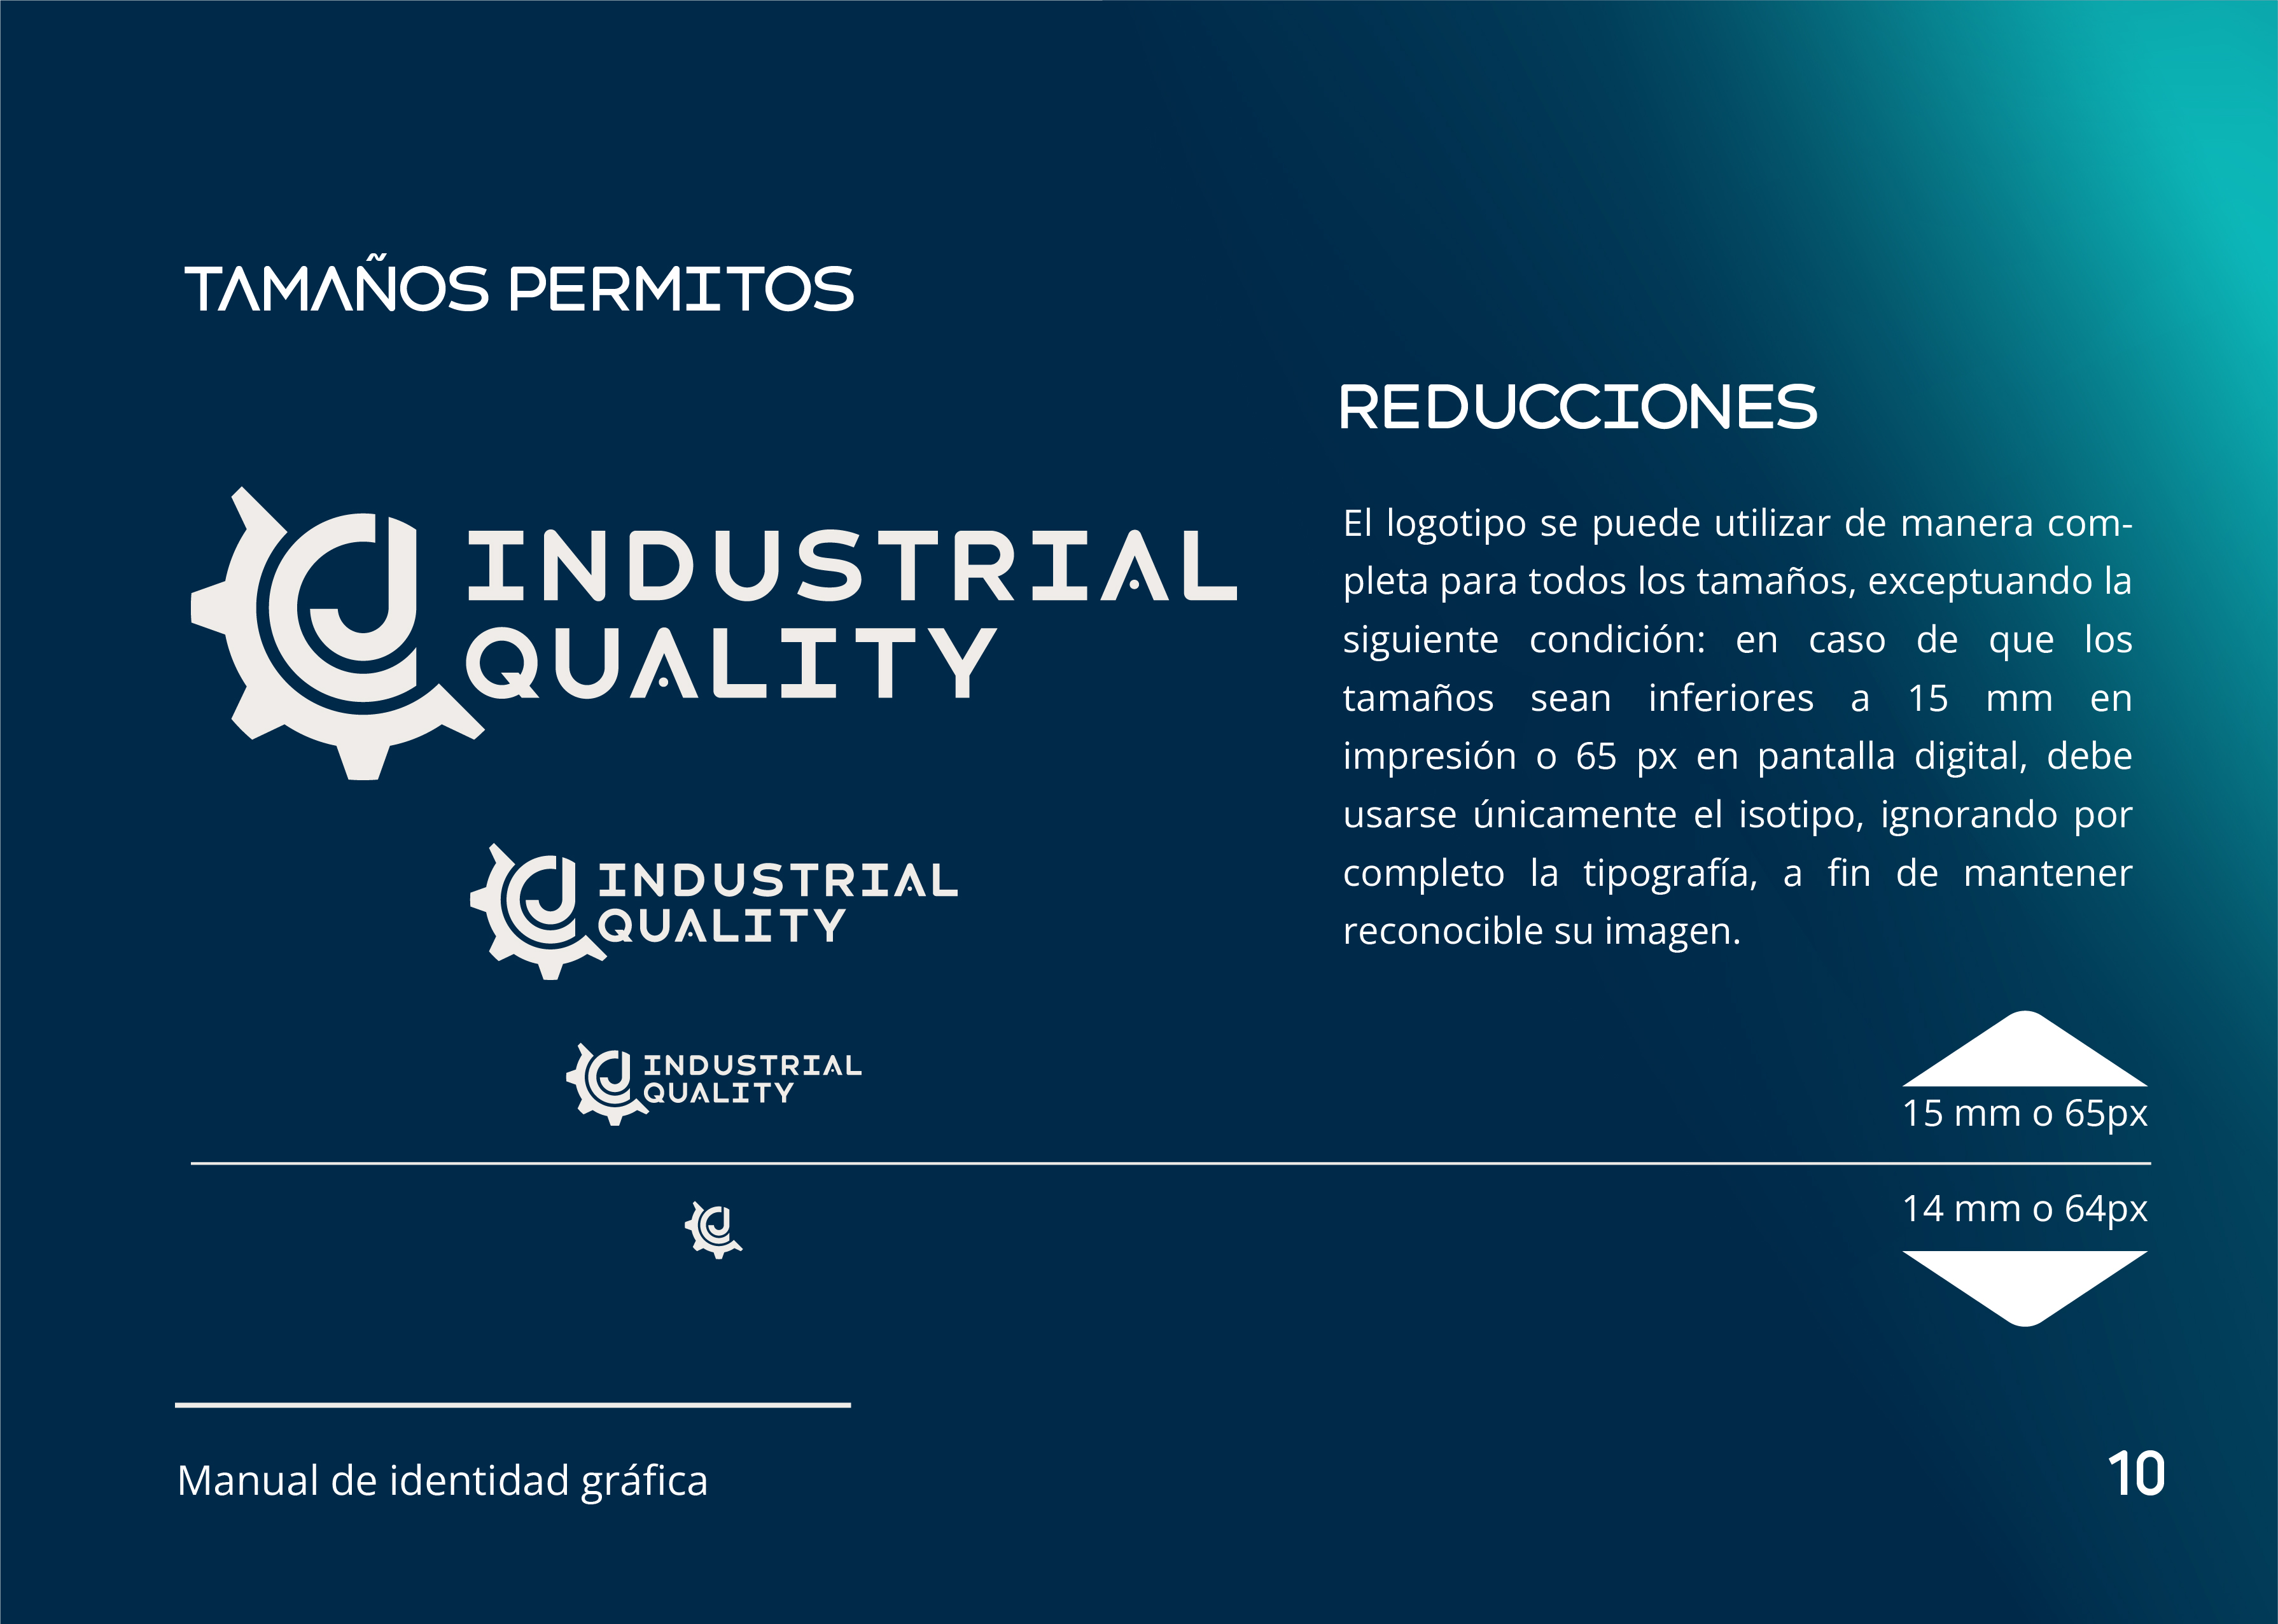 TAMAÑOS PERMITOS
INDUSTRIAL
QUALITY
INDUSTRIAL
QUALITY
INDUSTRIAL
QUALITY
REDUCCIONES
El logotipo se puede utilizar de manera com-
pleta para todos los tamaños, exceptuando la
siguiente condición: en caso de que los
tamaños sean inferiores a 15 mm en
impresión o 65 px en pantalla digital, debe
usarse únicamente el isotipo, ignorando por
completo la tipografía, a fin de mantener
reconocible su imagen.
15 mm o 65px
14 mm o 64px
Manual de identidad gráfica
10